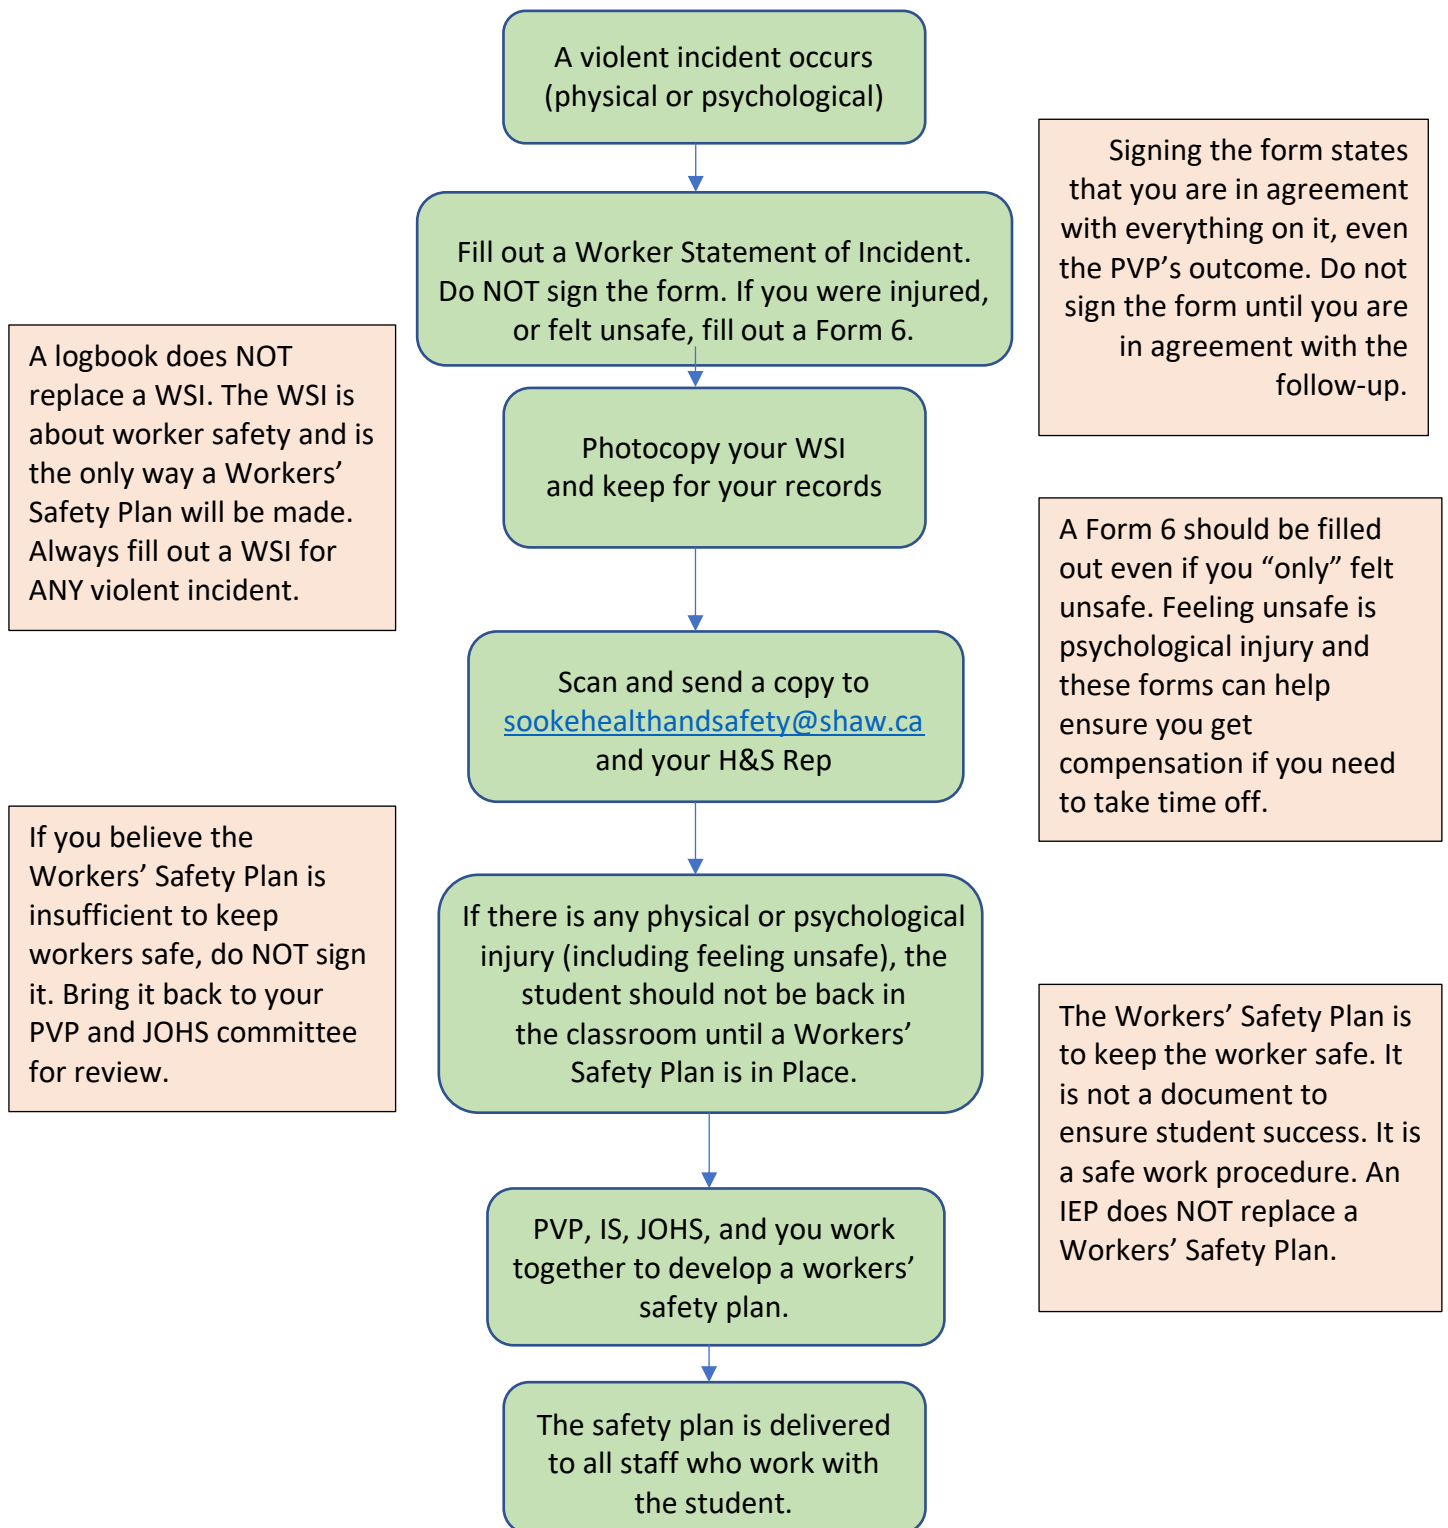 A violent incident occurs
(physical or psychological)
Signing the form states
that you are in agreement
with everything on it, even
the PVP’s outcome. Do not
sign the form until you are
in agreement with the
follow-up.
Fill out a Worker Statement of Incident.
Do NOT sign the form. If you were injured,
or felt unsafe, fill out a Form 6.
A logbook does NOT
replace a WSI. The WSI is
about worker safety and is
the only way a Workers’
Safety Plan will be made.
Always fill out a WSI for
ANY violent incident.
Photocopy your WSI
and keep for your records
A Form 6 should be filled
out even if you “only” felt
unsafe. Feeling unsafe is
psychological injury and
these forms can help
ensure you get
compensation if you need
to take time off.
Scan and send a copy to
sookehealthandsafety@shaw.ca
and your H&S Rep
If you believe the
Workers’ Safety Plan is
insufficient to keep
workers safe, do NOT sign
it. Bring it back to your
PVP and JOHS committee
for review.
If there is any physical or psychological
injury (including feeling unsafe), the
student should not be back in
the classroom until a Workers’
Safety Plan is in Place.
The Workers’ Safety Plan is
to keep the worker safe. It
is not a document to
ensure student success. It is
a safe work procedure. An
IEP does NOT replace a
Workers’ Safety Plan.
PVP, IS, JOHS, and you work
together to develop a workers’
safety plan.
The safety plan is delivered
to all staff who work with
the student.